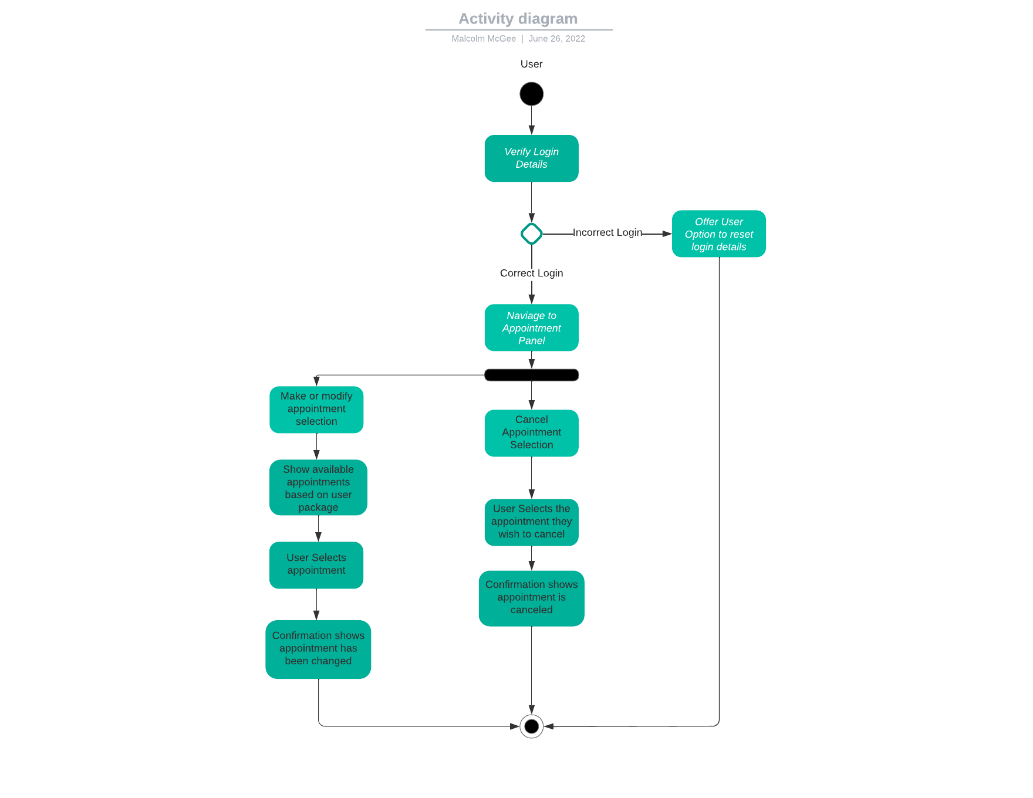 Activity diagram
Malcolm McGee | June 26, 2022
User
Verify Login
Details
Incorrect Login
Offer User
Option to reset
login details
Correct Login
Naviage to
Appointment
Panel
Make or modify
appointment
selection
Cancel
Appointment
Selection
Show available
appointments
based on user
package
User Selects the
appointment they
wish to cancel
User Selects
appointment
Confirmation shows
appointment is
canceled
Confirmation shows
appointment has
been changed